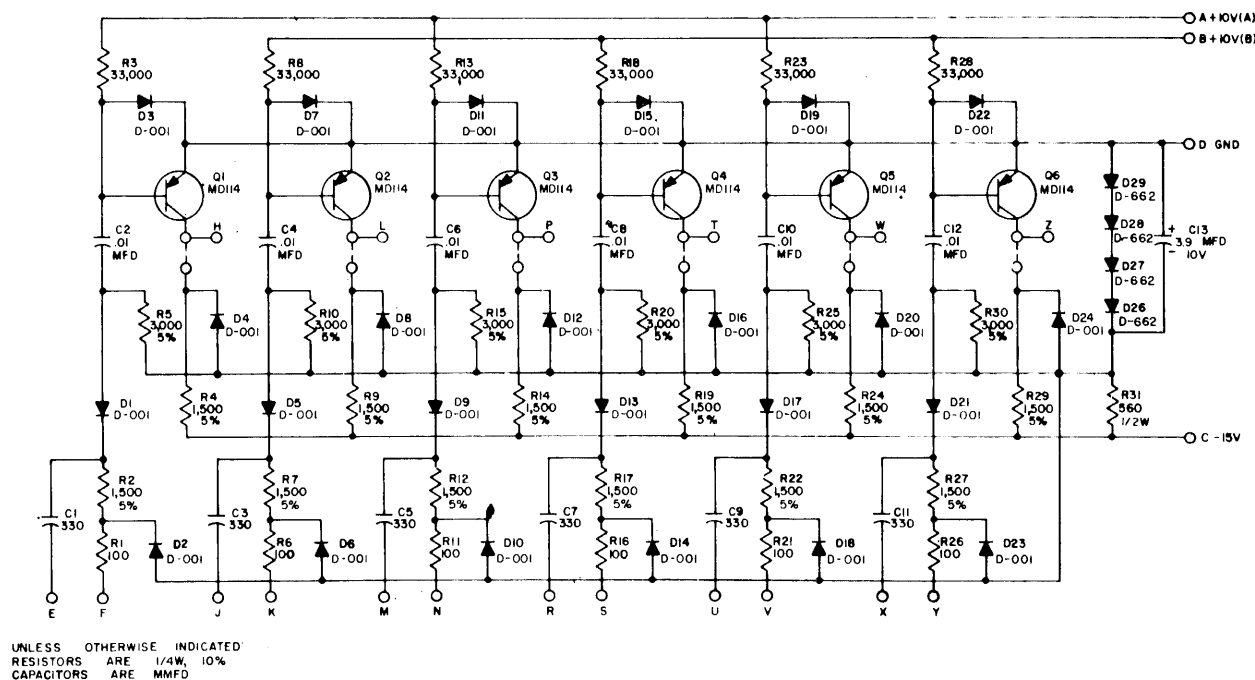 A +10V(A)
B +10V(B)
R3
33,000
R8
33,000
R13
33,000
R18
33,000
R23
33,000
R28
33,000
D3
D-001
D7
D-001
D11
D-001
D15
D-001
D19
D-001
D22
D-001
D GND
Q1
MD114
Q2
MD114
Q3
MD114
Q4
MD114
Q5
MD114
Q6
MD114
D29
D-662
D28
D-662
D27
D-662
D26
D-662
+
C13
3.9 MFD
- 10V
C2
.01
MFD
H
C4
.01
MFD
L
C6
.01
MFD
P
C8
.01
MFD
T
C10
.01
MFD
W
C12
.01
MFD
Z
R5
3,000
5%
D4
D-001
R10
3,000
5%
D8
D-001
R15
3,000
5%
D12
D-001
R20
3,000
5%
D16
D-001
R25
3,000
5%
D20
D-001
R30
3,000
5%
D24
D-001
D1
D-001
R4
1,500
5%
D5
D-001
R9
1,500
5%
D9
D-001
R14
1,500
5%
D13
D-001
R19
1,500
5%
D17
D-001
R24
1,500
5%
D21
D-001
R29
1,500
5%
R31
560
1/2W
C -15V
C1
330
R2
1,500
5%
R1
100
D2
D-001
C3
330
R7
1,500
5%
R6
100
D6
D-001
C5
330
R12
1,500
5%
R11
100
D10
D-001
C7
330
R17
1,500
5%
R16
100
D14
D-001
C9
330
R22
1,500
5%
R21
100
D18
D-001
C11
330
R27
1,500
5%
R26
100
D23
D-001
E F J K M N R S U V X Y
UNLESS OTHERWISE INDICATED
RESISTORS ARE 1/4W, 10%
CAPACITORS ARE MMFD